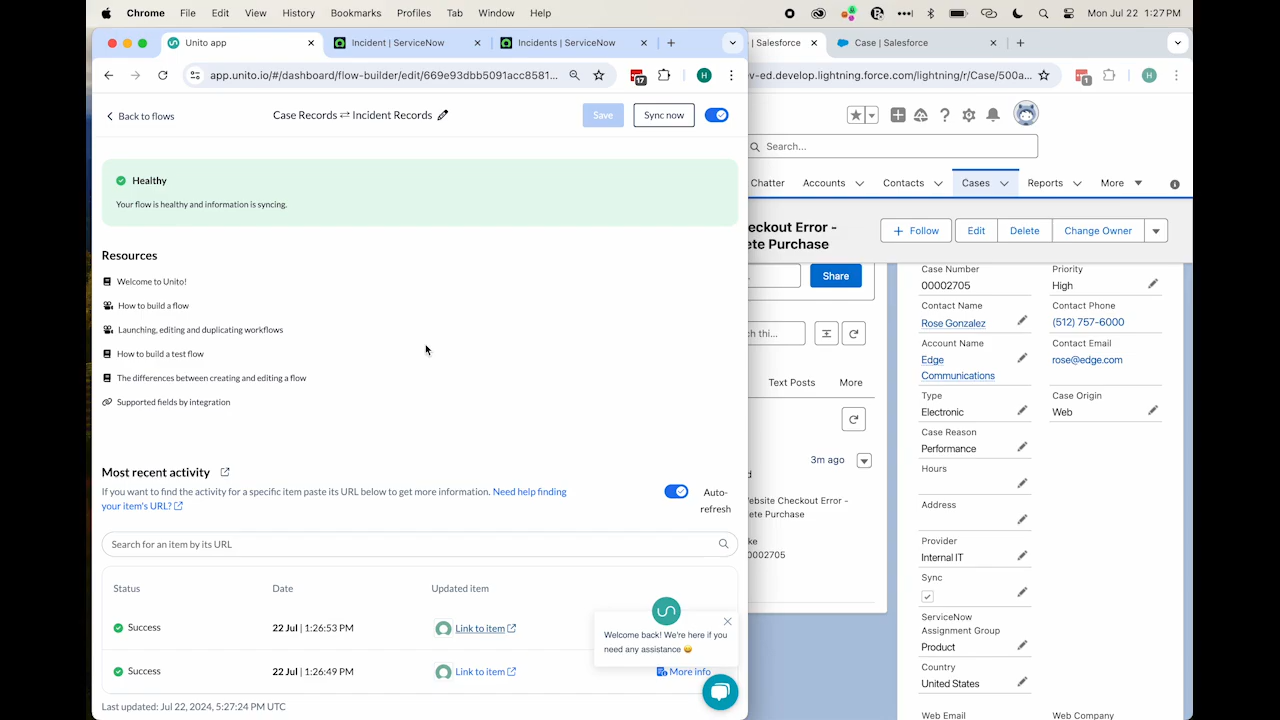 Chrome File Edit View History Bookmarks Profiles Tab Window Help Mon Jul 22 1:27 PM
Unito app
Incident | ServiceNow
Incidents | ServiceNow
| Salesforce
Case | Salesforce
app.unito.io/#/dashboard/flow-builder/edit/669e93dbb5091acc8581...
17
H
v-ed.develop.lightning.force.com/lightning/r/Case/500a...
1
H
Back to flows
Case Records ⇌ Incident Records
Save
Sync now
Healthy
Your flow is healthy and information is syncing.
Resources
Welcome to Unito!
How to build a flow
Launching, editing and duplicating workflows
How to build a test flow
The differences between creating and editing a flow
Supported fields by integration
Most recent activity
If you want to find the activity for a specific item paste its URL below to get more information. Need help finding
your item's URL?
Auto-
refresh
Search for an item by its URL
Status Date Updated item
Success 22 Jul | 1:26:53 PM Link to item
Success 22 Jul | 1:26:49 PM Link to item More info
Last updated: Jul 22, 2024, 5:27:24 PM UTC
Welcome back! We're here if you
need any assistance 😄
Search...
Chatter Accounts Contacts Cases Reports More
eckout Error -
ete Purchase
Follow
Edit
Delete
Change Owner
Share
ch thi...
Text Posts More
3m ago
d
ebsite Checkout Error -
ete Purchase
ke
0002705
Case Number
00002705
Priority
High
Contact Name
Rose Gonzalez
Contact Phone
(512) 757-6000
Account Name
Edge
Communications
Contact Email
rose@edge.com
Type
Electronic
Case Origin
Web
Case Reason
Performance
Hours
Address
Provider
Internal IT
Sync
ServiceNow
Assignment Group
Product
Country
United States
Web Email
Web Company